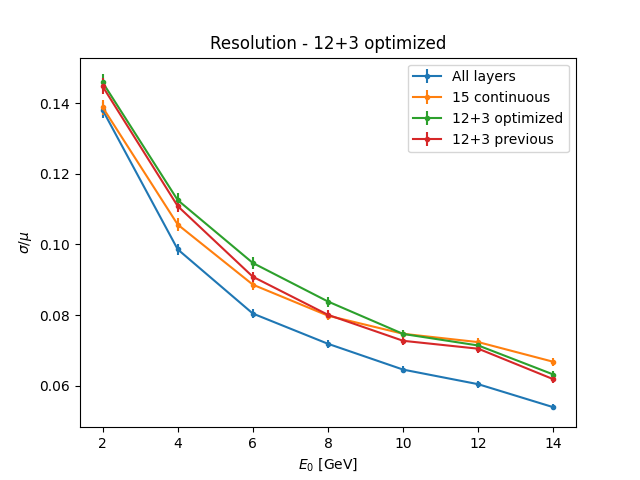 Resolution - 12+3 optimized
All layers
15 continuous
12+3 optimized
12+3 previous
σ/μ
0.14
0.12
0.10
0.08
0.06
2 4 6 8 10 12 14
E₀ [GeV]